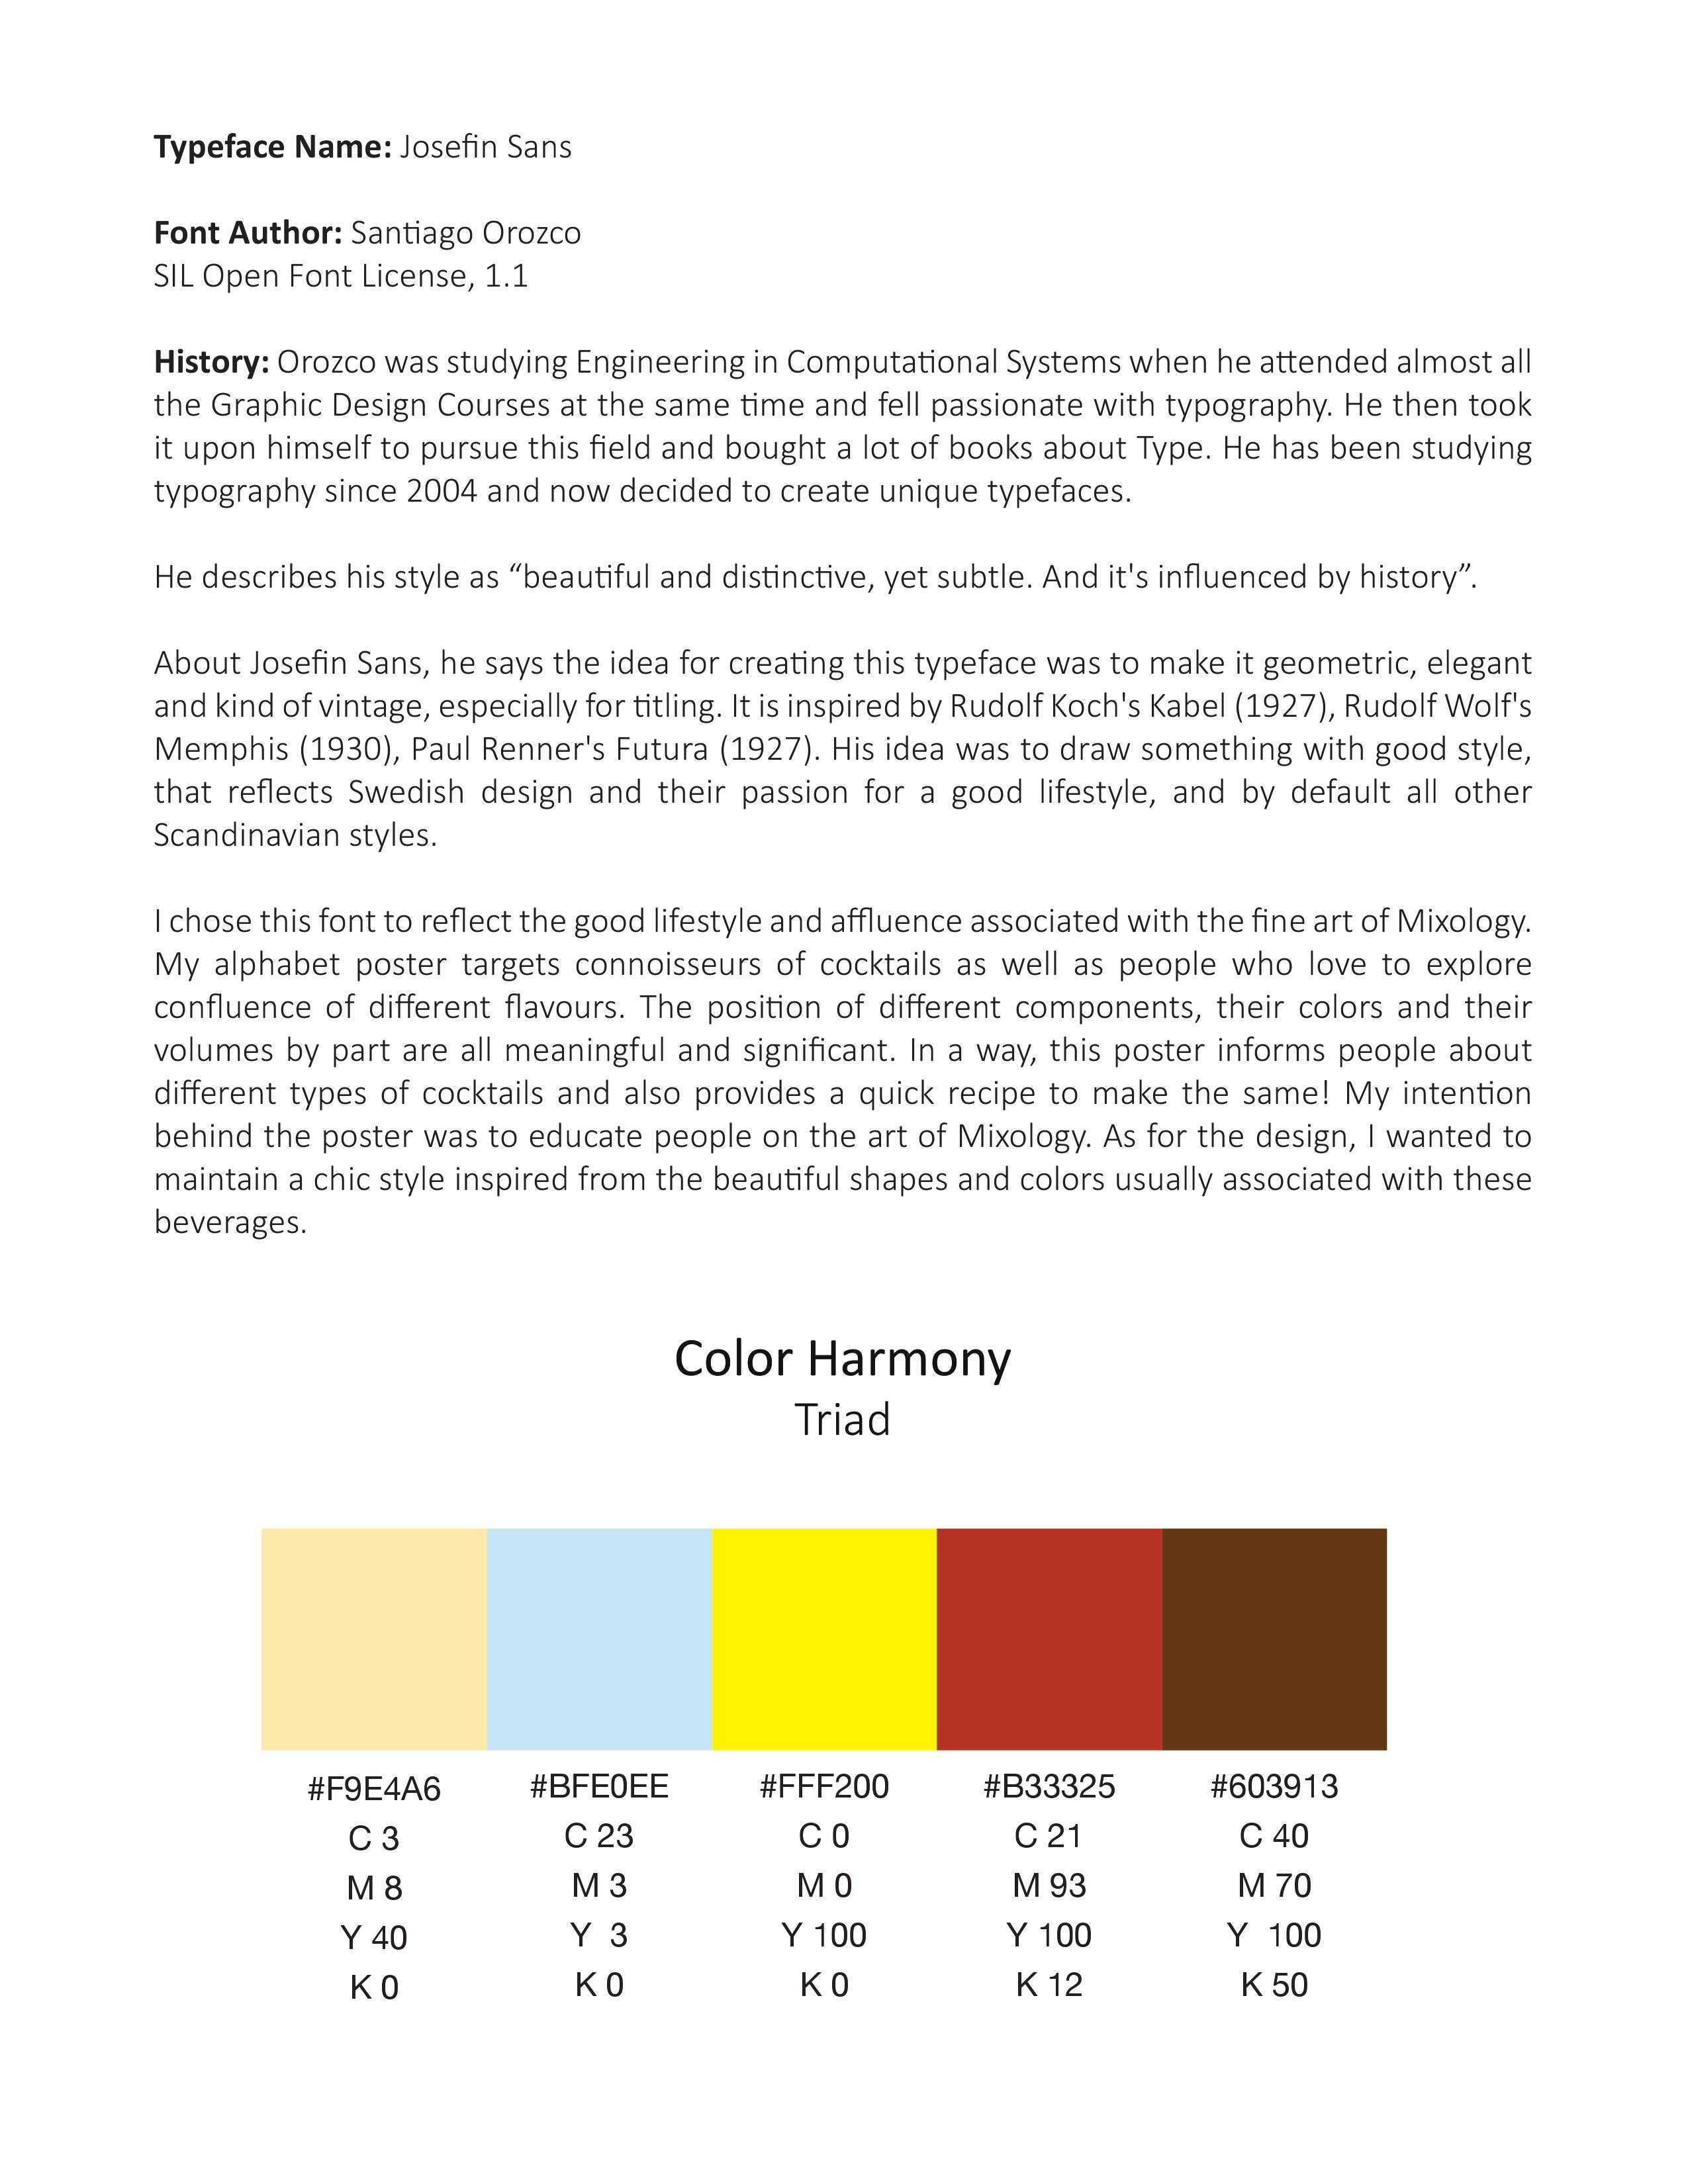 Typeface Name: Josefin Sans
Font Author: Santiago Orozco
SIL Open Font License, 1.1
History: Orozco was studying Engineering in Computational Systems when he attended almost all
the Graphic Design Courses at the same time and fell passionate with typography. He then took
it upon himself to pursue this field and bought a lot of books about Type. He has been studying
typography since 2004 and now decided to create unique typefaces.
He describes his style as “beautiful and distinctive, yet subtle. And it's influenced by history”.
About Josefin Sans, he says the idea for creating this typeface was to make it geometric, elegant
and kind of vintage, especially for titling. It is inspired by Rudolf Koch's Kabel (1927), Rudolf Wolf's
Memphis (1930), Paul Renner's Futura (1927). His idea was to draw something with good style,
that reflects Swedish design and their passion for a good lifestyle, and by default all other
Scandinavian styles.
I chose this font to reflect the good lifestyle and affluence associated with the fine art of Mixology.
My alphabet poster targets connoisseurs of cocktails as well as people who love to explore
confluence of different flavours. The position of different components, their colors and their
volumes by part are all meaningful and significant. In a way, this poster informs people about
different types of cocktails and also provides a quick recipe to make the same! My intention
behind the poster was to educate people on the art of Mixology. As for the design, I wanted to
maintain a chic style inspired from the beautiful shapes and colors usually associated with these
beverages.
Color Harmony
Triad
#F9E4A6 #BFE0EE #FFF200 #B33325 #603913
C 3 C 23 C 0 C 21 C 40
M 8 M 3 M 0 M 93 M 70
Y 40 Y 3 Y 100 Y 100 Y 100
K 0 K 0 K 0 K 12 K 50